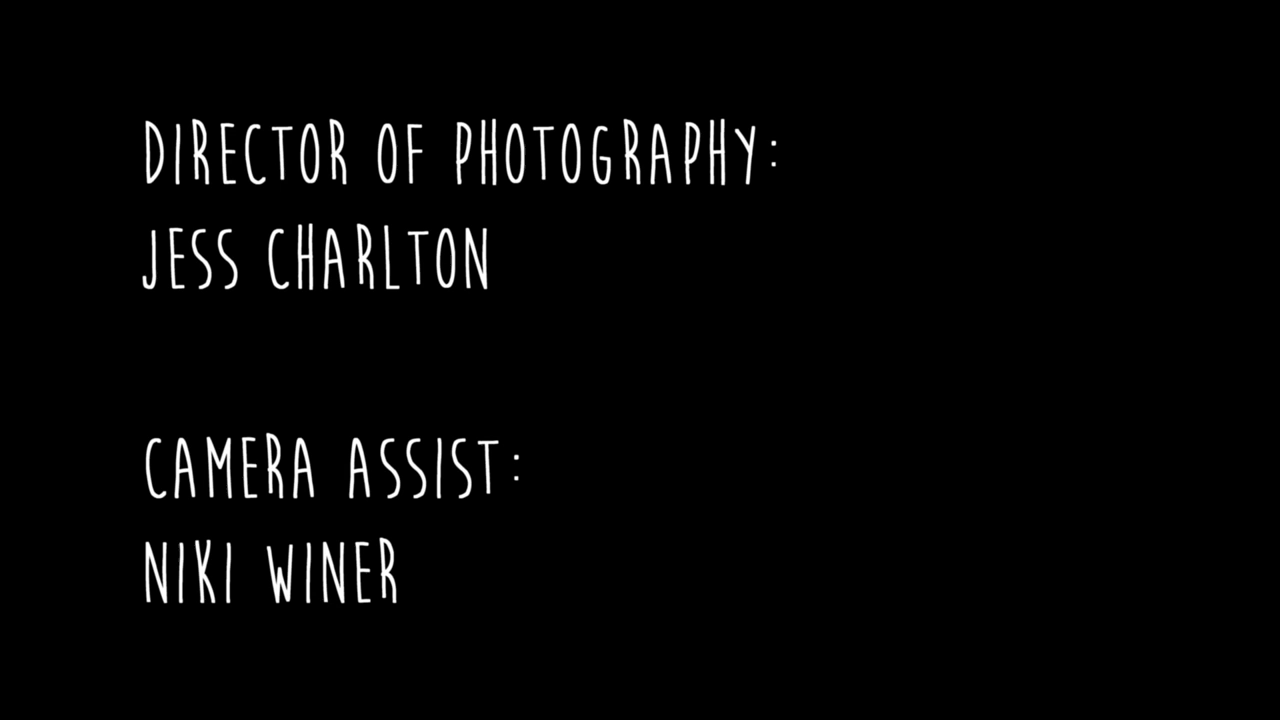 DIRECTOR OF PHOTOGRAPHY:
JESS CHARLTON
CAMERA ASSIST:
NIKI WINER